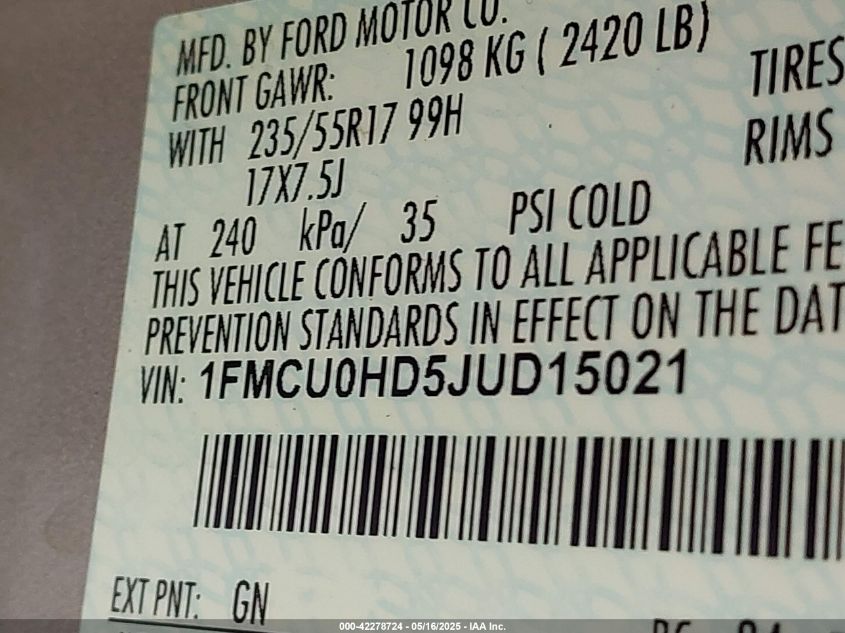 MFD. BY FORD MOTOR CO.
FRONT GAWR: 1098 KG ( 2420 LB)
WITH 235/55R17 99H TIRES
17X7.5J RIMS
AT 240 kPa/ 35 PSI COLD
THIS VEHICLE CONFORMS TO ALL APPLICABLE FE
PREVENTION STANDARDS IN EFFECT ON THE DAT
VIN: 1FMCU0HD5JUD15021
EXT PNT: GN
000-42278724 - 05/16/2025 - IAA Inc.